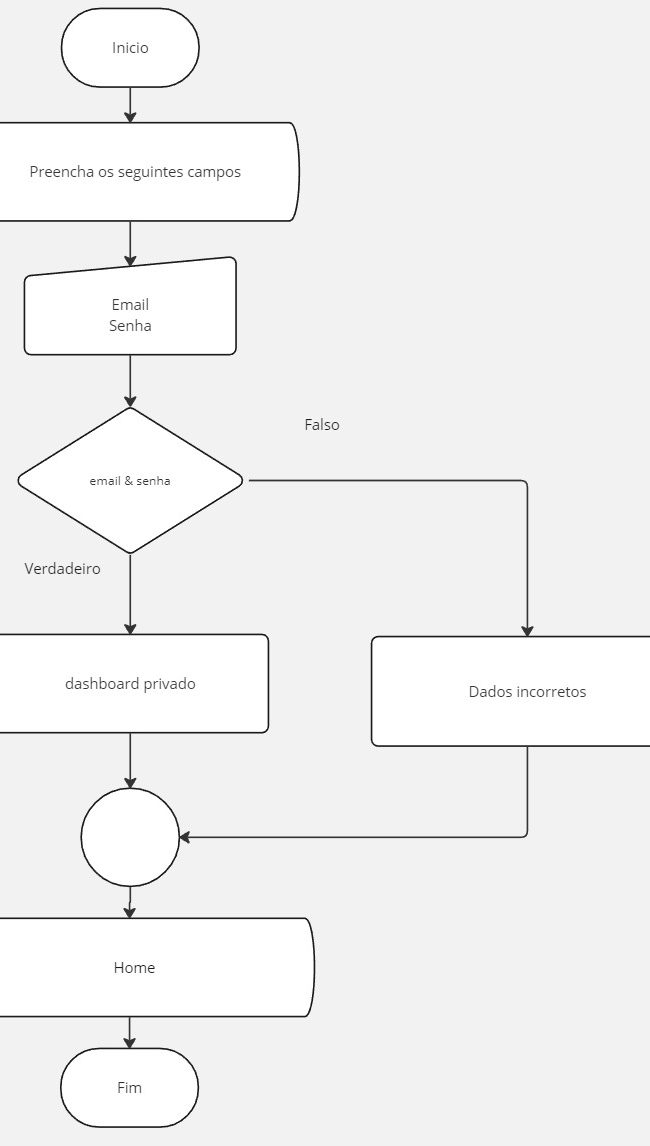 Inicio
Preencha os seguintes campos
Email
Senha
Falso
email & senha
Verdadeiro
dashboard privado
Dados incorretos
Home
Fim